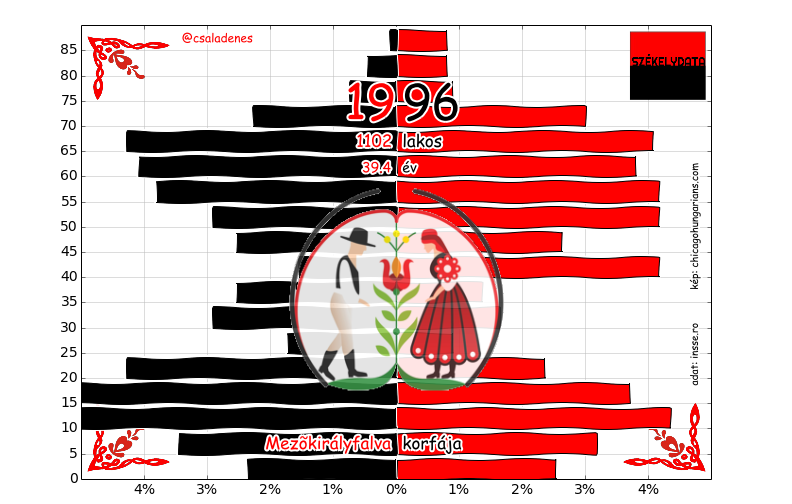 @csaladenes
SZÉKELYDATA
1996
1102 lakos
39.4 év
Mezõkirályfalva korfája
kép: chicagohungarians.com
adat: insse.ro
85
80
75
70
65
60
55
50
45
40
35
30
25
20
15
10
5
0
4% 3% 2% 1% 0% 1% 2% 3% 4%